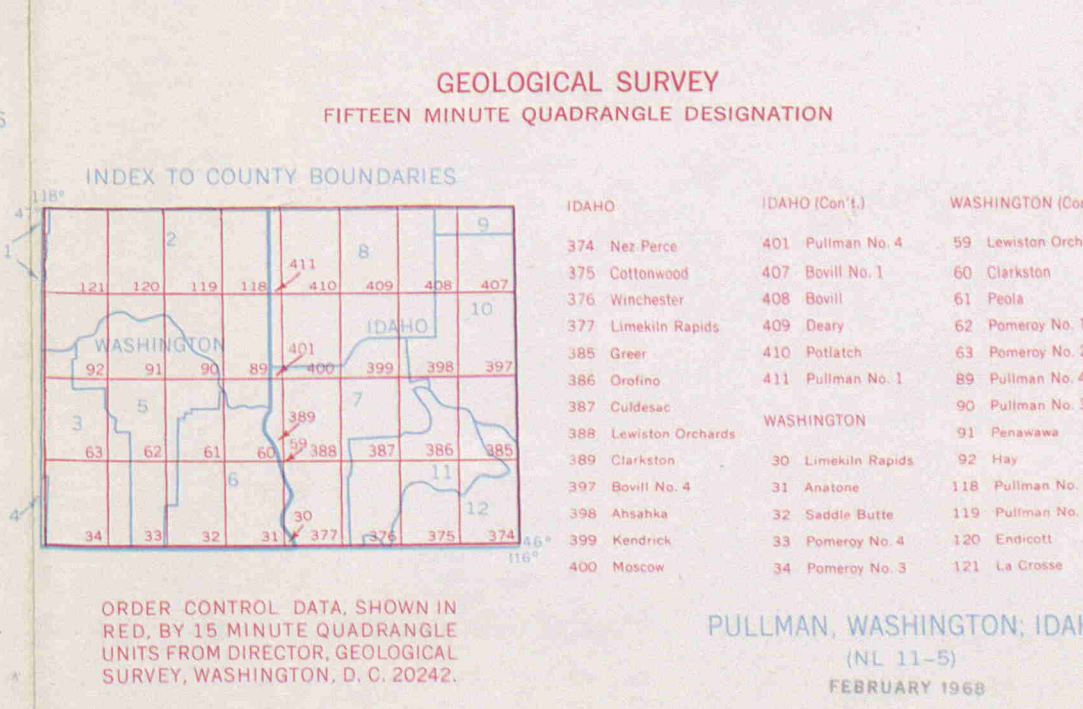 GEOLOGICAL SURVEY
FIFTEEN MINUTE QUADRANGLE DESIGNATION
INDEX TO COUNTY BOUNDARIES
118°
1
2
8
9
411
121 120 119 118 410 409 408 407
10
WASHINGTON
IDAHO
401
92 91 90 89 400 399 398 397
3
5
7
389
59
63 62 61 60 388 387 386 385
6
11
12
4
30
34 33 32 31 377 376 375 374
46°
116°
IDAHO
374 Nez Perce
375 Cottonwood
376 Winchester
377 Limekiln Rapids
385 Greer
386 Orofino
387 Culdesac
388 Lewiston Orchards
389 Clarkston
397 Bovill No. 4
398 Ahsahka
399 Kendrick
400 Moscow
IDAHO (Con't.)
401 Pullman No. 4
407 Bovill No. 1
408 Bovill
409 Deary
410 Potlatch
411 Pullman No. 1
WASHINGTON
30 Limekiln Rapids
31 Anatone
32 Saddle Butte
33 Pomeroy No. 4
34 Pomeroy No. 3
WASHINGTON (Con
59 Lewiston Orch
60 Clarkston
61 Peola
62 Pomeroy No.
63 Pomeroy No. 2
89 Pullman No. 4
90 Pullman No.
91 Penawawa
92 Hay
118 Pullman No.
119 Pullman No.
120 Endicott
121 La Crosse
ORDER CONTROL DATA, SHOWN IN
RED, BY 15 MINUTE QUADRANGLE
UNITS FROM DIRECTOR, GEOLOGICAL
SURVEY, WASHINGTON, D. C. 20242.
PULLMAN, WASHINGTON; IDAH
(NL 11-5)
FEBRUARY 1968